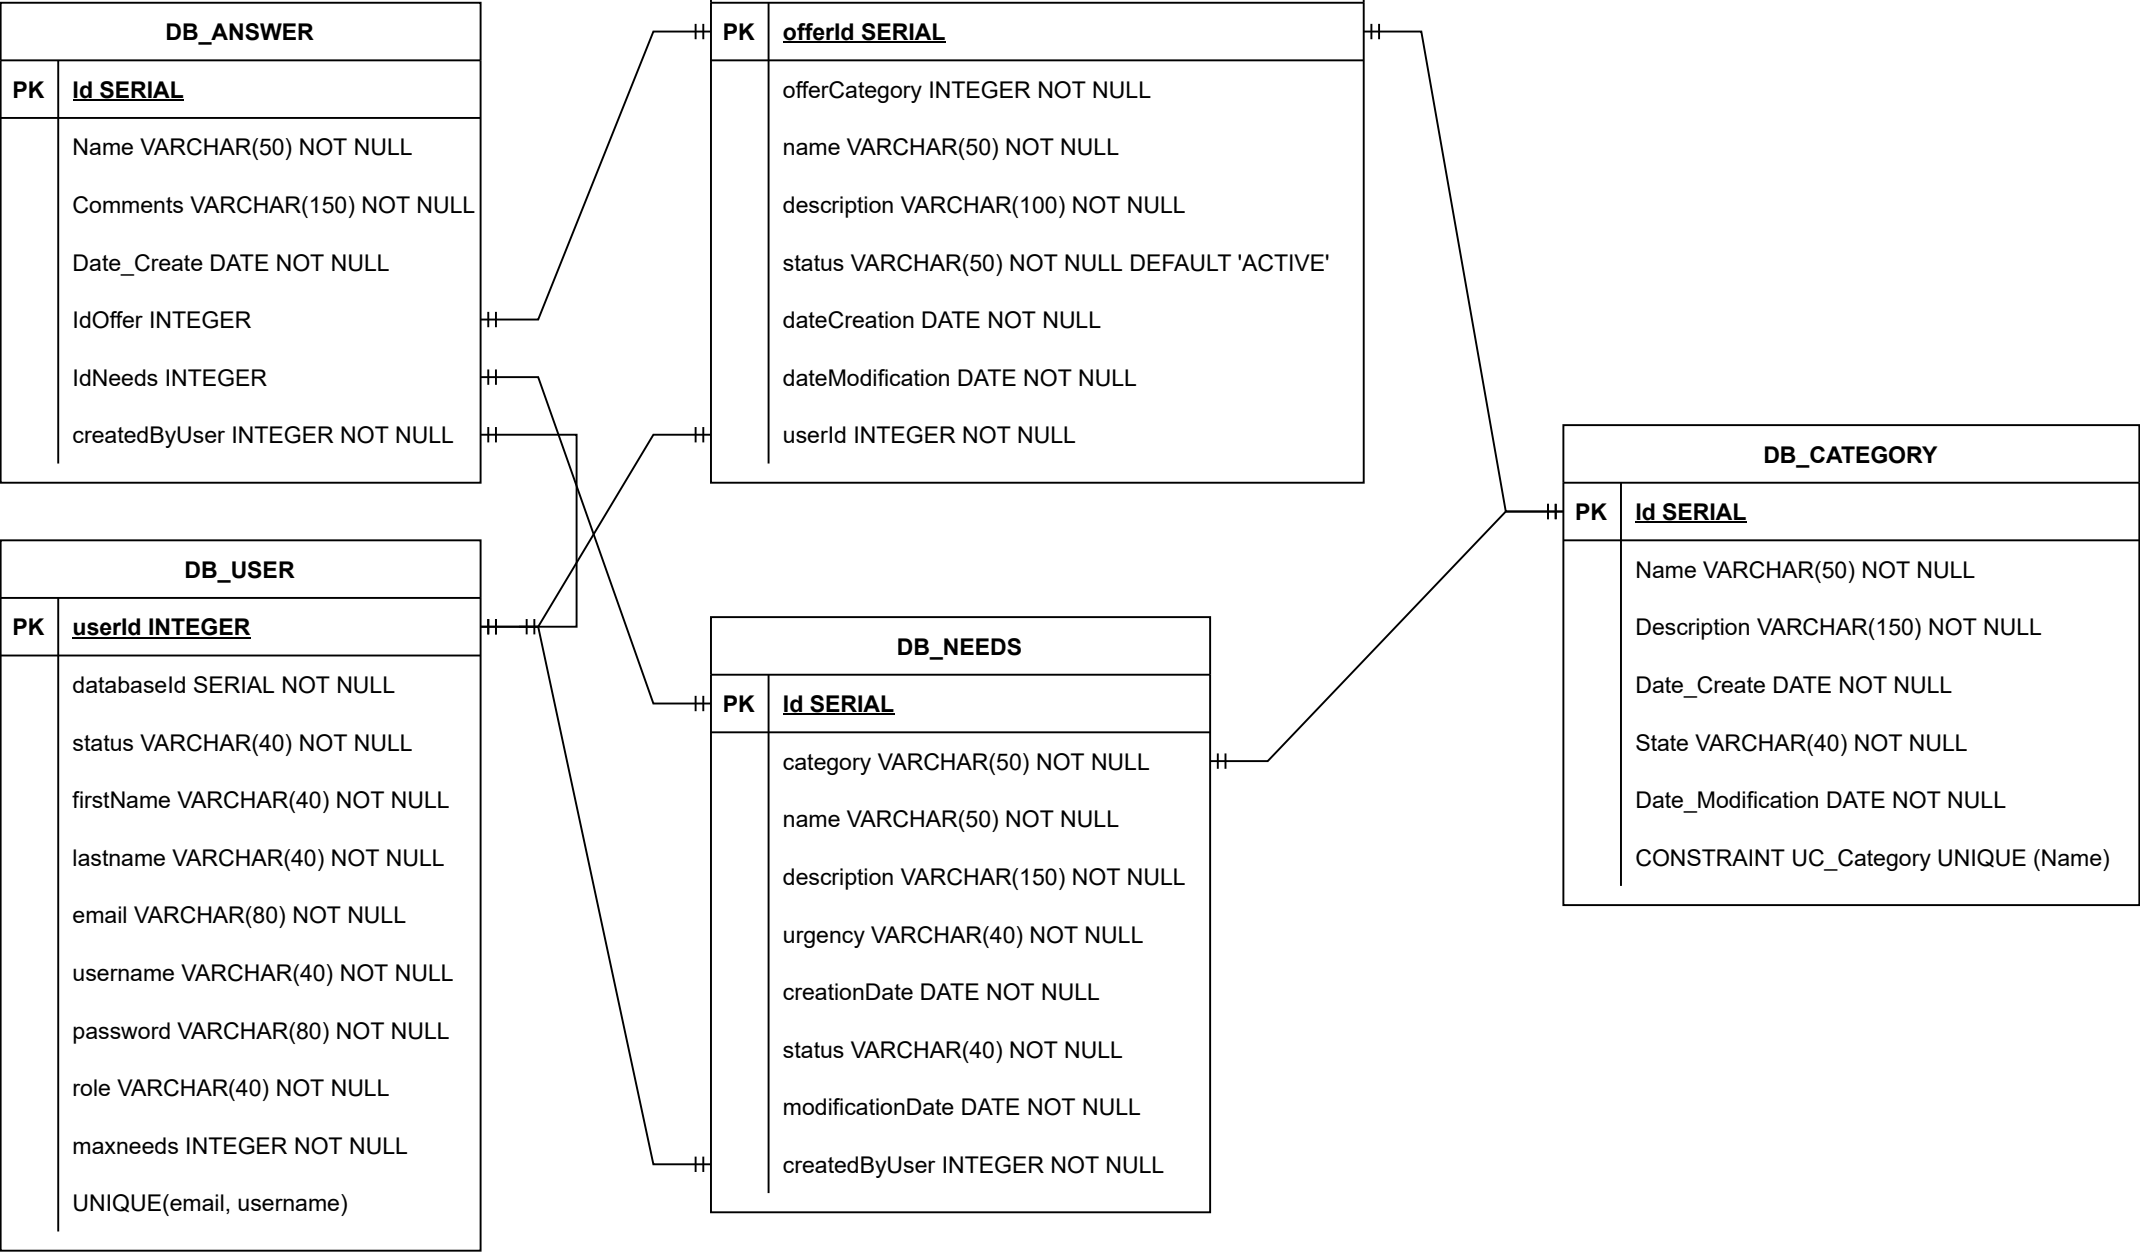 DB_ANSWER
PK Id SERIAL
Name VARCHAR(50) NOT NULL
Comments VARCHAR(150) NOT NULL
Date_Create DATE NOT NULL
IdOffer INTEGER
IdNeeds INTEGER
createdByUser INTEGER NOT NULL
PK offerId SERIAL
offerCategory INTEGER NOT NULL
name VARCHAR(50) NOT NULL
description VARCHAR(100) NOT NULL
status VARCHAR(50) NOT NULL DEFAULT 'ACTIVE'
dateCreation DATE NOT NULL
dateModification DATE NOT NULL
userId INTEGER NOT NULL
DB_CATEGORY
PK Id SERIAL
Name VARCHAR(50) NOT NULL
Description VARCHAR(150) NOT NULL
Date_Create DATE NOT NULL
State VARCHAR(40) NOT NULL
Date_Modification DATE NOT NULL
CONSTRAINT UC_Category UNIQUE (Name)
DB_USER
PK userId INTEGER
databaseId SERIAL NOT NULL
status VARCHAR(40) NOT NULL
firstName VARCHAR(40) NOT NULL
lastname VARCHAR(40) NOT NULL
email VARCHAR(80) NOT NULL
username VARCHAR(40) NOT NULL
password VARCHAR(80) NOT NULL
role VARCHAR(40) NOT NULL
maxneeds INTEGER NOT NULL
UNIQUE(email, username)
DB_NEEDS
PK Id SERIAL
category VARCHAR(50) NOT NULL
name VARCHAR(50) NOT NULL
description VARCHAR(150) NOT NULL
urgency VARCHAR(40) NOT NULL
creationDate DATE NOT NULL
status VARCHAR(40) NOT NULL
modificationDate DATE NOT NULL
createdByUser INTEGER NOT NULL